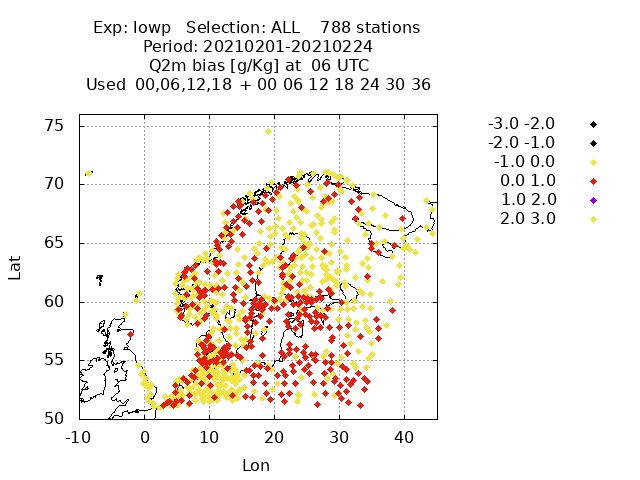 Exp: lowp Selection: ALL 788 stations
Period: 20210201-20210224
Q2m bias [g/Kg] at 06 UTC
Used 00,06,12,18 + 00 06 12 18 24 30 36
-3.0 -2.0
-2.0 -1.0
-1.0 0.0
0.0 1.0
1.0 2.0
2.0 3.0
75
70
65
60
55
50
Lat
-10 0 10 20 30 40
Lon